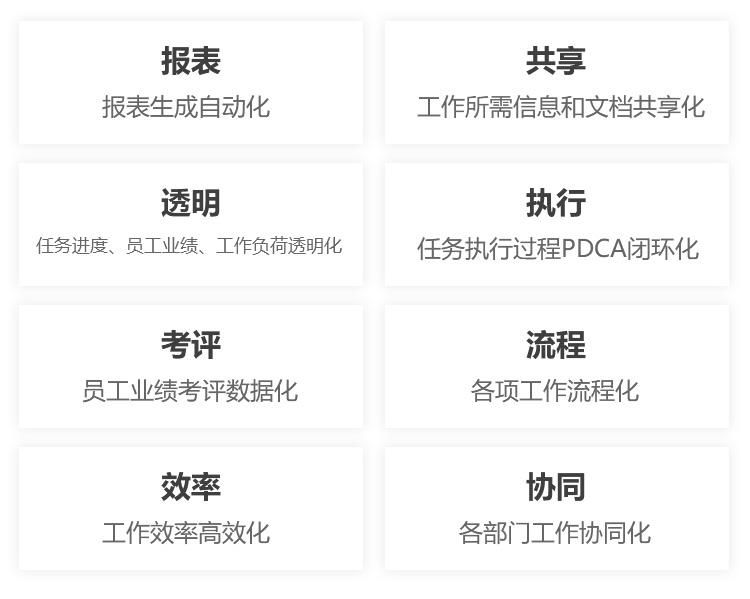 报表
报表生成自动化
共享
工作所需信息和文档共享化
透明
任务进度、员工业绩、工作负荷透明化
执行
任务执行过程PDCA闭环化
考评
员工业绩考评数据化
流程
各项工作流程化
效率
工作效率高效化
协同
各部门工作协同化